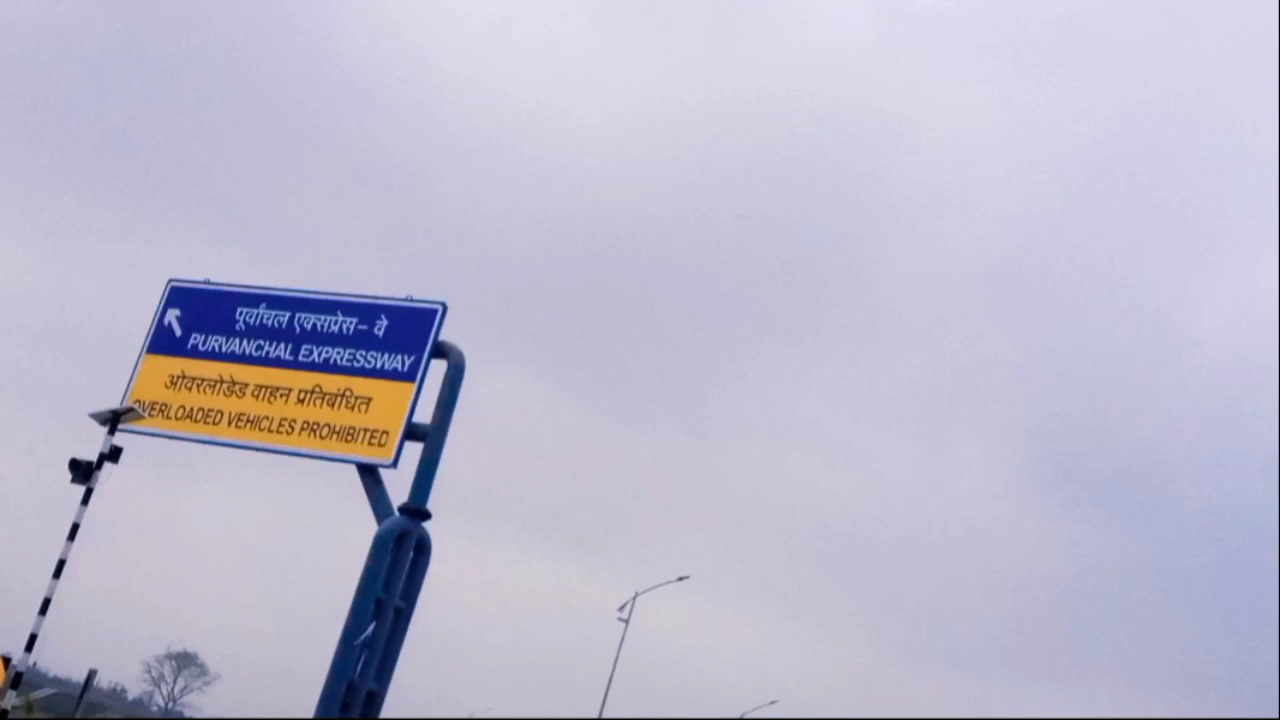 पूर्वांचल एक्सप्रेस- वे
PURVANCHAL EXPRESSWAY
ओवरलोडेड वाहन प्रतिबंधित
OVERLOADED VEHICLES PROHIBITED